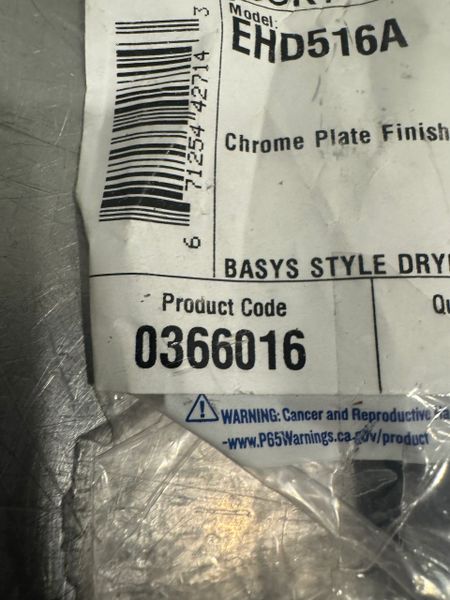 Model:
EHD516A
6 71254 42714 3
Chrome Plate Finish
BASYS STYLE
Product Code
0366016
WARNING: Cancer and Reproductive
-www.P65Warnings.ca.gov/product